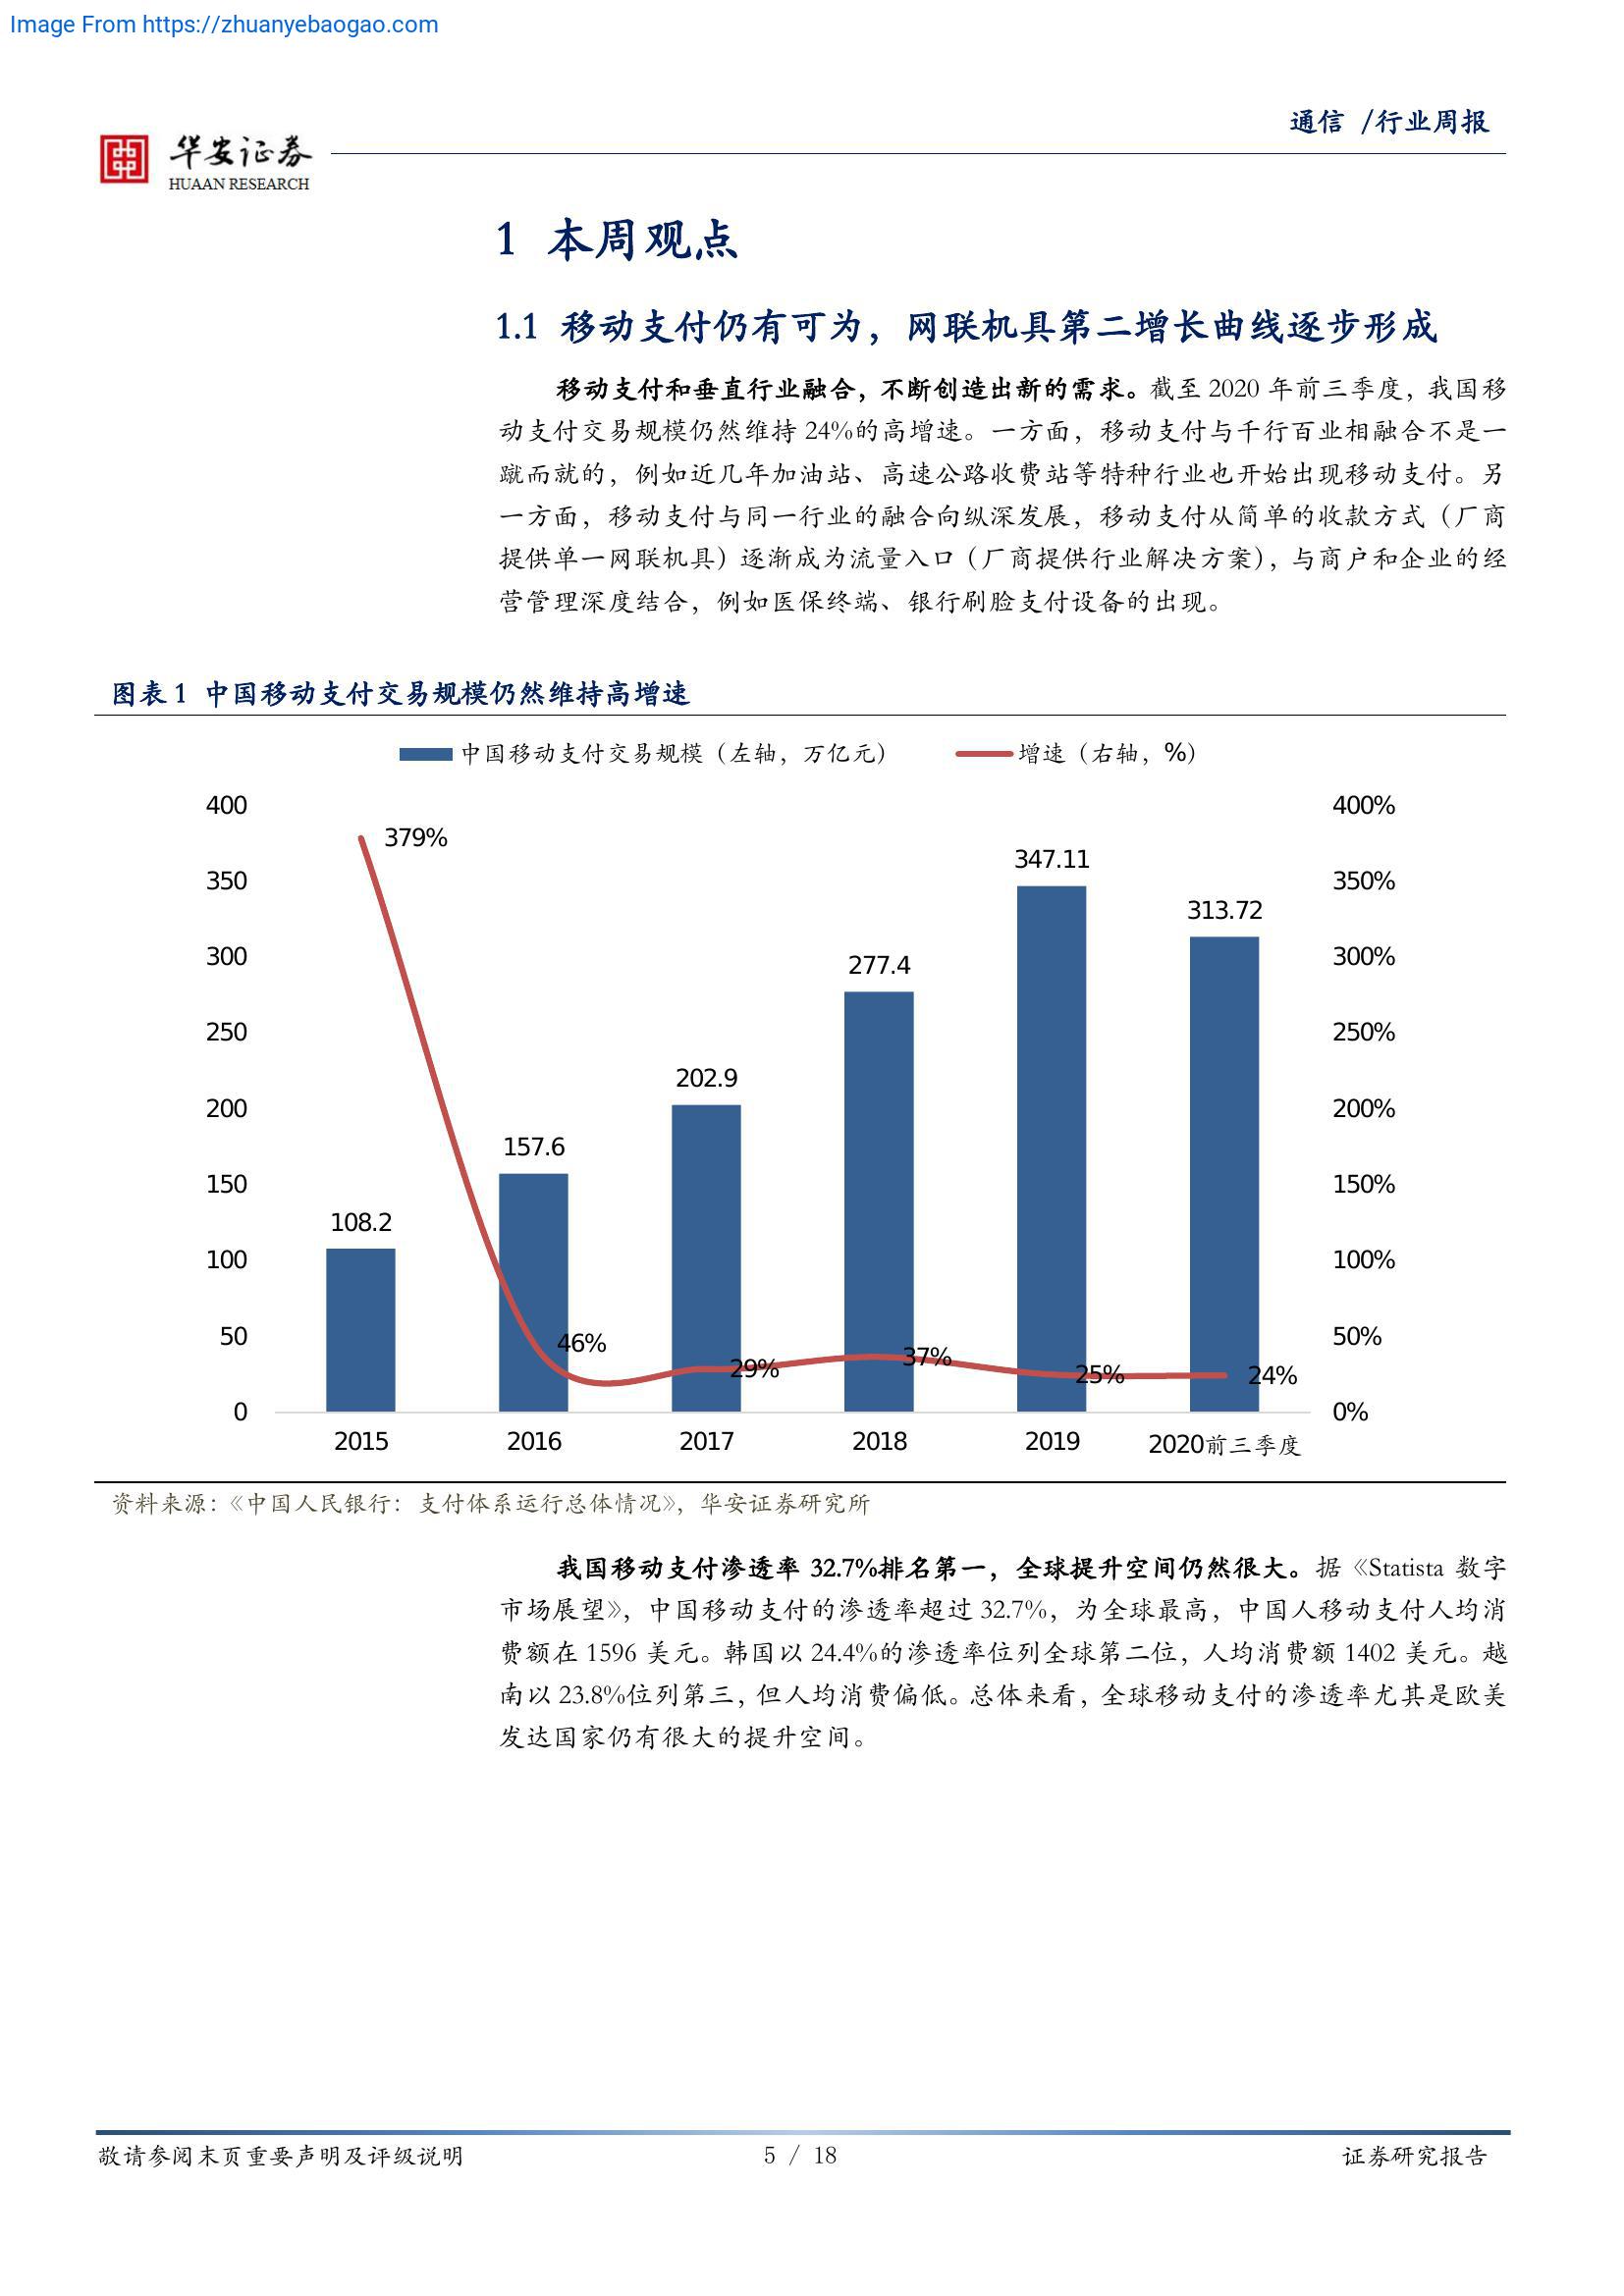 Image From https://zhuanyebaogao.com
通信 /行业周报
华安证券
HUAAN RESEARCH
1 本周观点
1.1 移动支付仍有可为，网联机具第二增长曲线逐步形成
移动支付和垂直行业融合，不断创造出新的需求。截至 2020 年前三季度，我国移
动支付交易规模仍然维持 24%的高增速。一方面，移动支付与千行百业相融合不是一
蹴而就的，例如近几年加油站、高速公路收费站等特种行业也开始出现移动支付。另
一方面，移动支付与同一行业的融合向纵深发展，移动支付从简单的收款方式（厂商
提供单一网联机具）逐渐成为流量入口（厂商提供行业解决方案），与商户和企业的经
营管理深度结合，例如医保终端、银行刷脸支付设备的出现。
图表 1 中国移动支付交易规模仍然维持高增速
中国移动支付交易规模（左轴，万亿元） 增速（右轴，%）
400 400%
379%
347.11
350 350%
313.72
300 300%
277.4
250 250%
202.9
200 200%
157.6
150 150%
108.2
100 100%
50 46% 29% 37% 25% 24% 50%
0 0%
2015 2016 2017 2018 2019 2020前三季度
资料来源：《中国人民银行：支付体系运行总体情况》，华安证券研究所
我国移动支付渗透率 32.7%排名第一，全球提升空间仍然很大。据《Statista 数字
市场展望》，中国移动支付的渗透率超过 32.7%，为全球最高，中国人移动支付人均消
费额在 1596 美元。韩国以 24.4%的渗透率位列全球第二位，人均消费额 1402 美元。越
南以 23.8%位列第三，但人均消费偏低。总体来看，全球移动支付的渗透率尤其是欧美
发达国家仍有很大的提升空间。
敬请参阅末页重要声明及评级说明 5 / 18 证券研究报告